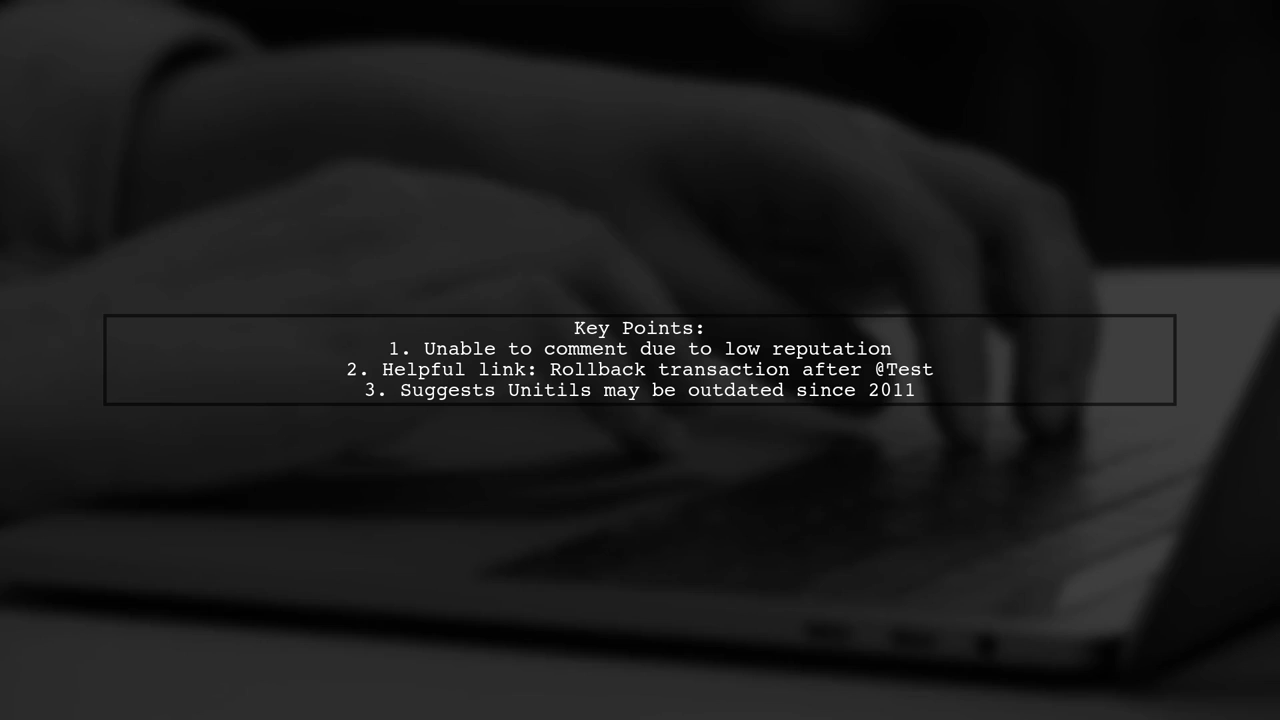 Key Points:
1. Unable to comment due to low reputation
2. Helpful link: Rollback transaction after @Test
3. Suggests Unitils may be outdated since 2011